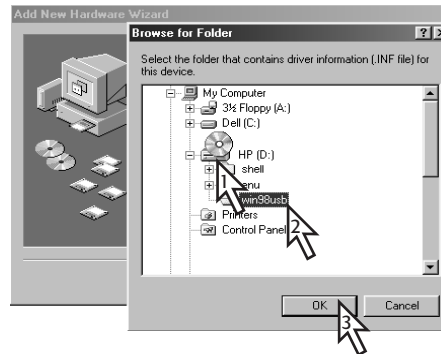 Add New Hardware Wizard
Browse for Folder
Select the folder that contains driver information (.INF file) for
this device.
My Computer
3½ Floppy (A:)
Dell (C:)
HP (D:)
shell
enu
win98usb
Printers
Control Panel
1
2
OK
Cancel
3